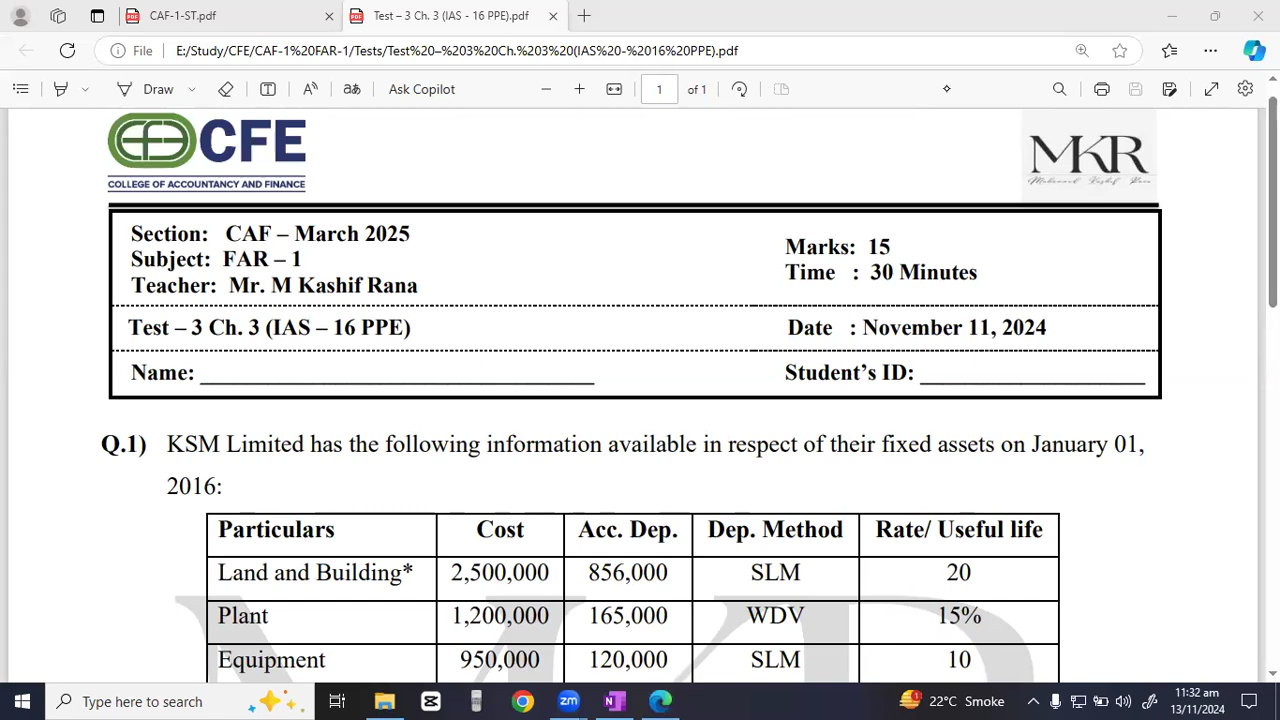 CAF-1-ST.pdf
Test – 3 Ch. 3 (IAS - 16 PPE).pdf
File
E:/Study/CFE/CAF-1%20FAR-1/Tests/Test%20–%203%20Ch.%203%20(IAS%20-%2016%20PPE).pdf
Draw
Ask Copilot
1 of 1
CFE
COLLEGE OF ACCOUNTANCY AND FINANCE
MKR
Muhammad Kashif Rana
Section: CAF – March 2025
Subject: FAR – 1
Teacher: Mr. M Kashif Rana
Marks: 15
Time : 30 Minutes
Test – 3 Ch. 3 (IAS – 16 PPE)
Date : November 11, 2024
Name:
Student’s ID:
Q.1) KSM Limited has the following information available in respect of their fixed assets on January 01,
2016:
Particulars Cost Acc. Dep. Dep. Method Rate/ Useful life
Land and Building* 2,500,000 856,000 SLM 20
Plant 1,200,000 165,000 WDV 15%
Equipment 950,000 120,000 SLM 10
Type here to search
22°C Smoke
11:32 am
13/11/2024